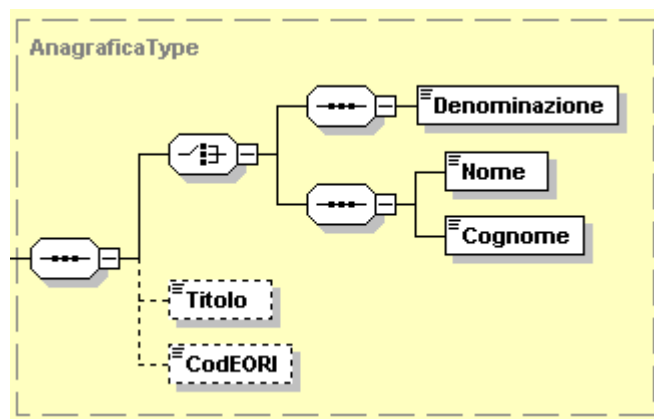 AnagraficaType
Denominazione
Nome
Cognome
Titolo
CodEORI